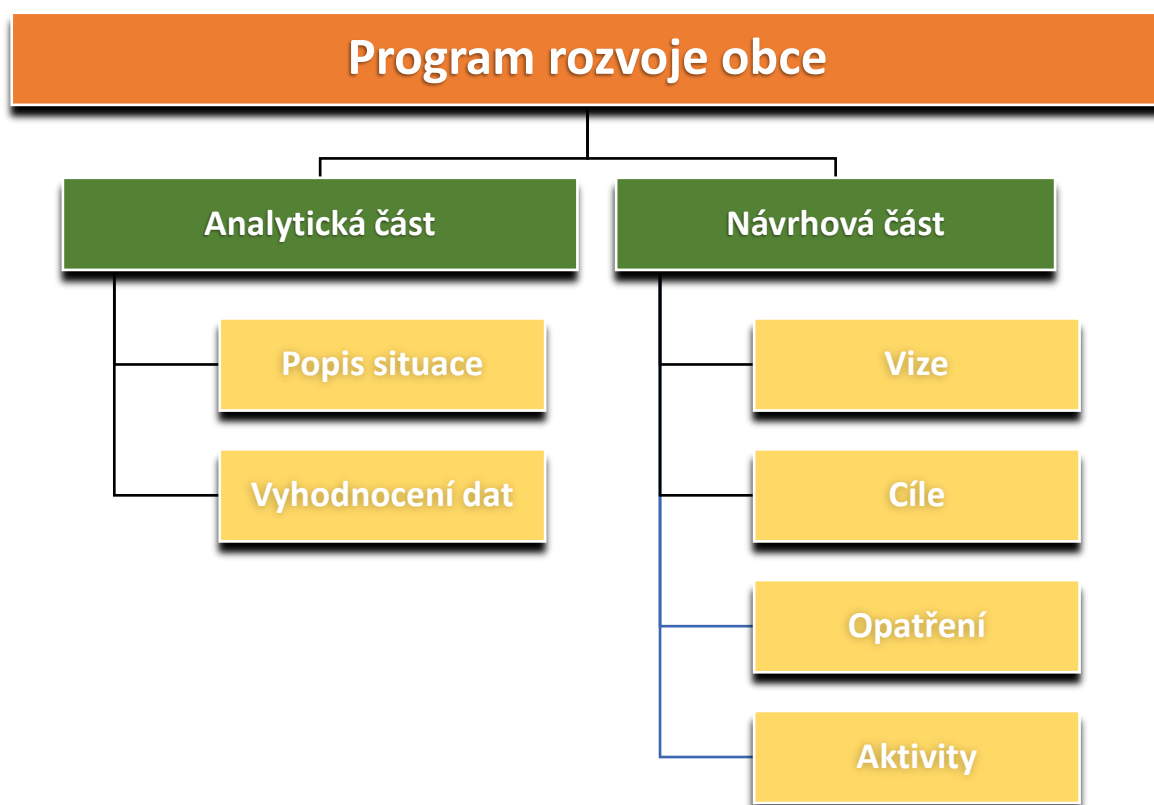 Program rozvoje obce
Analytická část
Návrhová část
Popis situace
Vize
Vyhodnocení dat
Cíle
Opatření
Aktivity